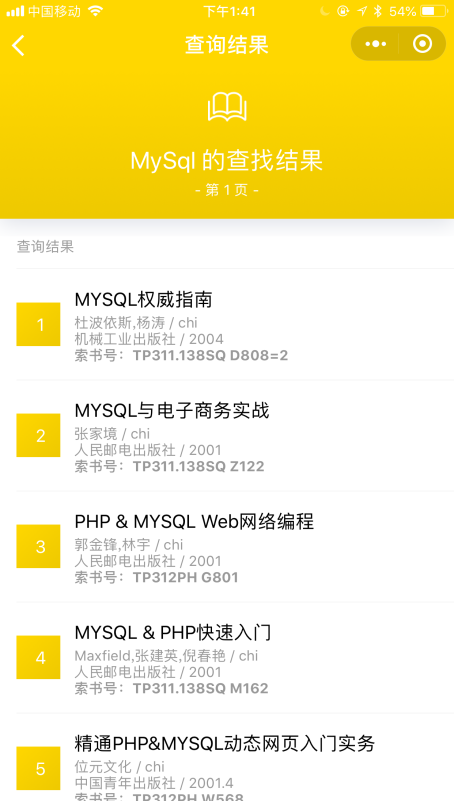 中国移动 下午1:41 54%
查询结果
MySql 的查找结果
- 第 1 页 -
查询结果
1
MYSQL权威指南
杜波依斯,杨涛 / chi
机械工业出版社 / 2004
索书号：TP311.138SQ D808=2
2
MYSQL与电子商务实战
张家境 / chi
人民邮电出版社 / 2001
索书号：TP311.138SQ Z122
3
PHP & MYSQL Web网络编程
郭金锋,林宇 / chi
人民邮电出版社 / 2001
索书号：TP312PH G801
4
MYSQL & PHP快速入门
Maxfield,张建英,倪春艳 / chi
人民邮电出版社 / 2001
索书号：TP311.138SQ M162
5
精通PHP&MYSQL动态网页入门实务
位元文化 / chi
中国青年出版社 / 2001.4
索书号：TP312PH W568